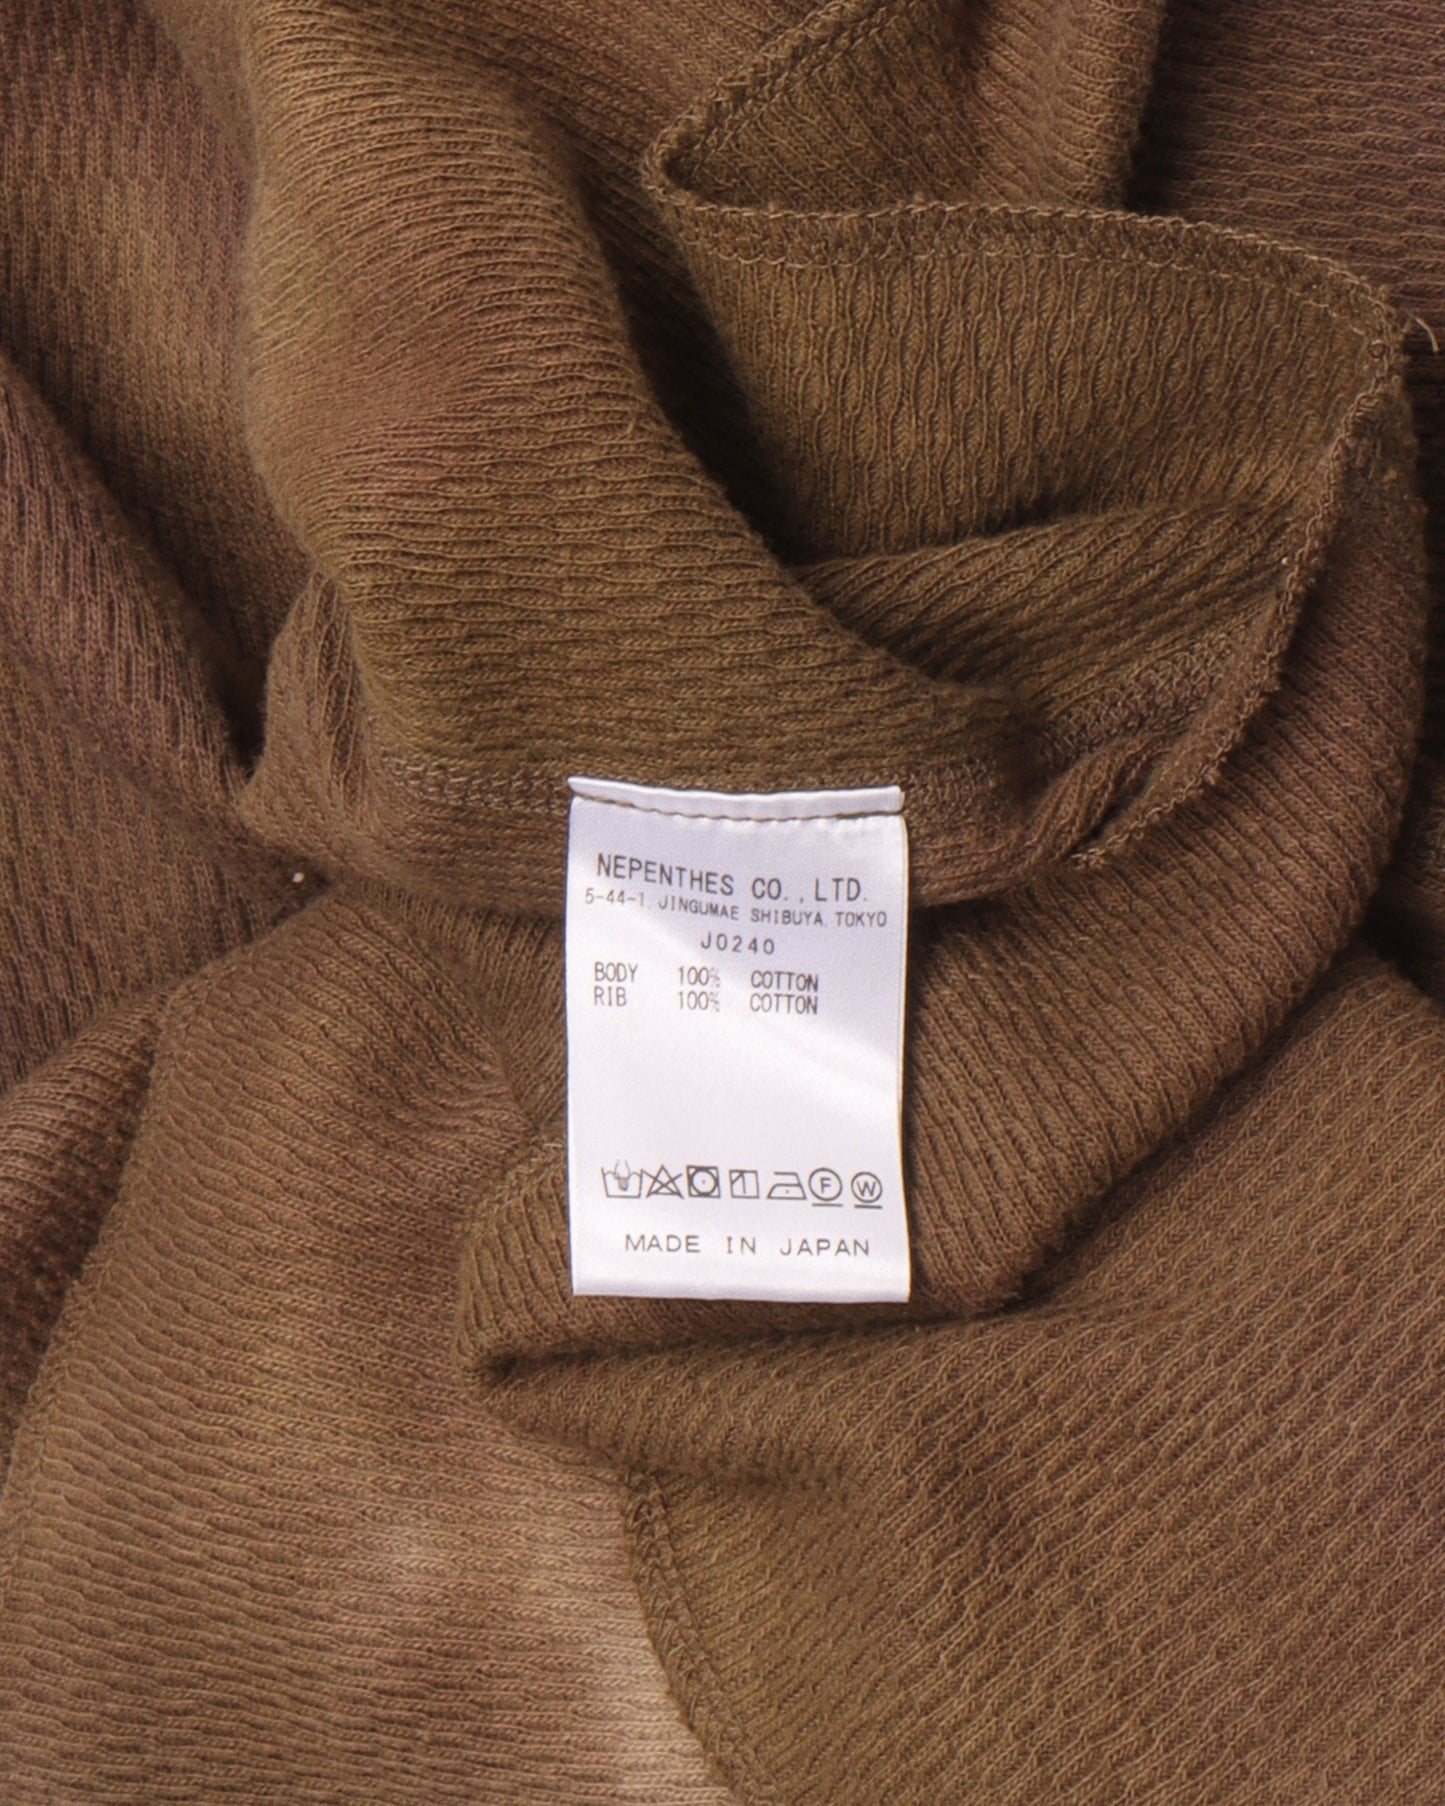 NEPENTHES CO.,LTD.
5-44-1, JINGUMAE SHIBUYA, TOKYO
J0240
BODY 100% COTTON
RIB 100% COTTON
F W
MADE IN JAPAN